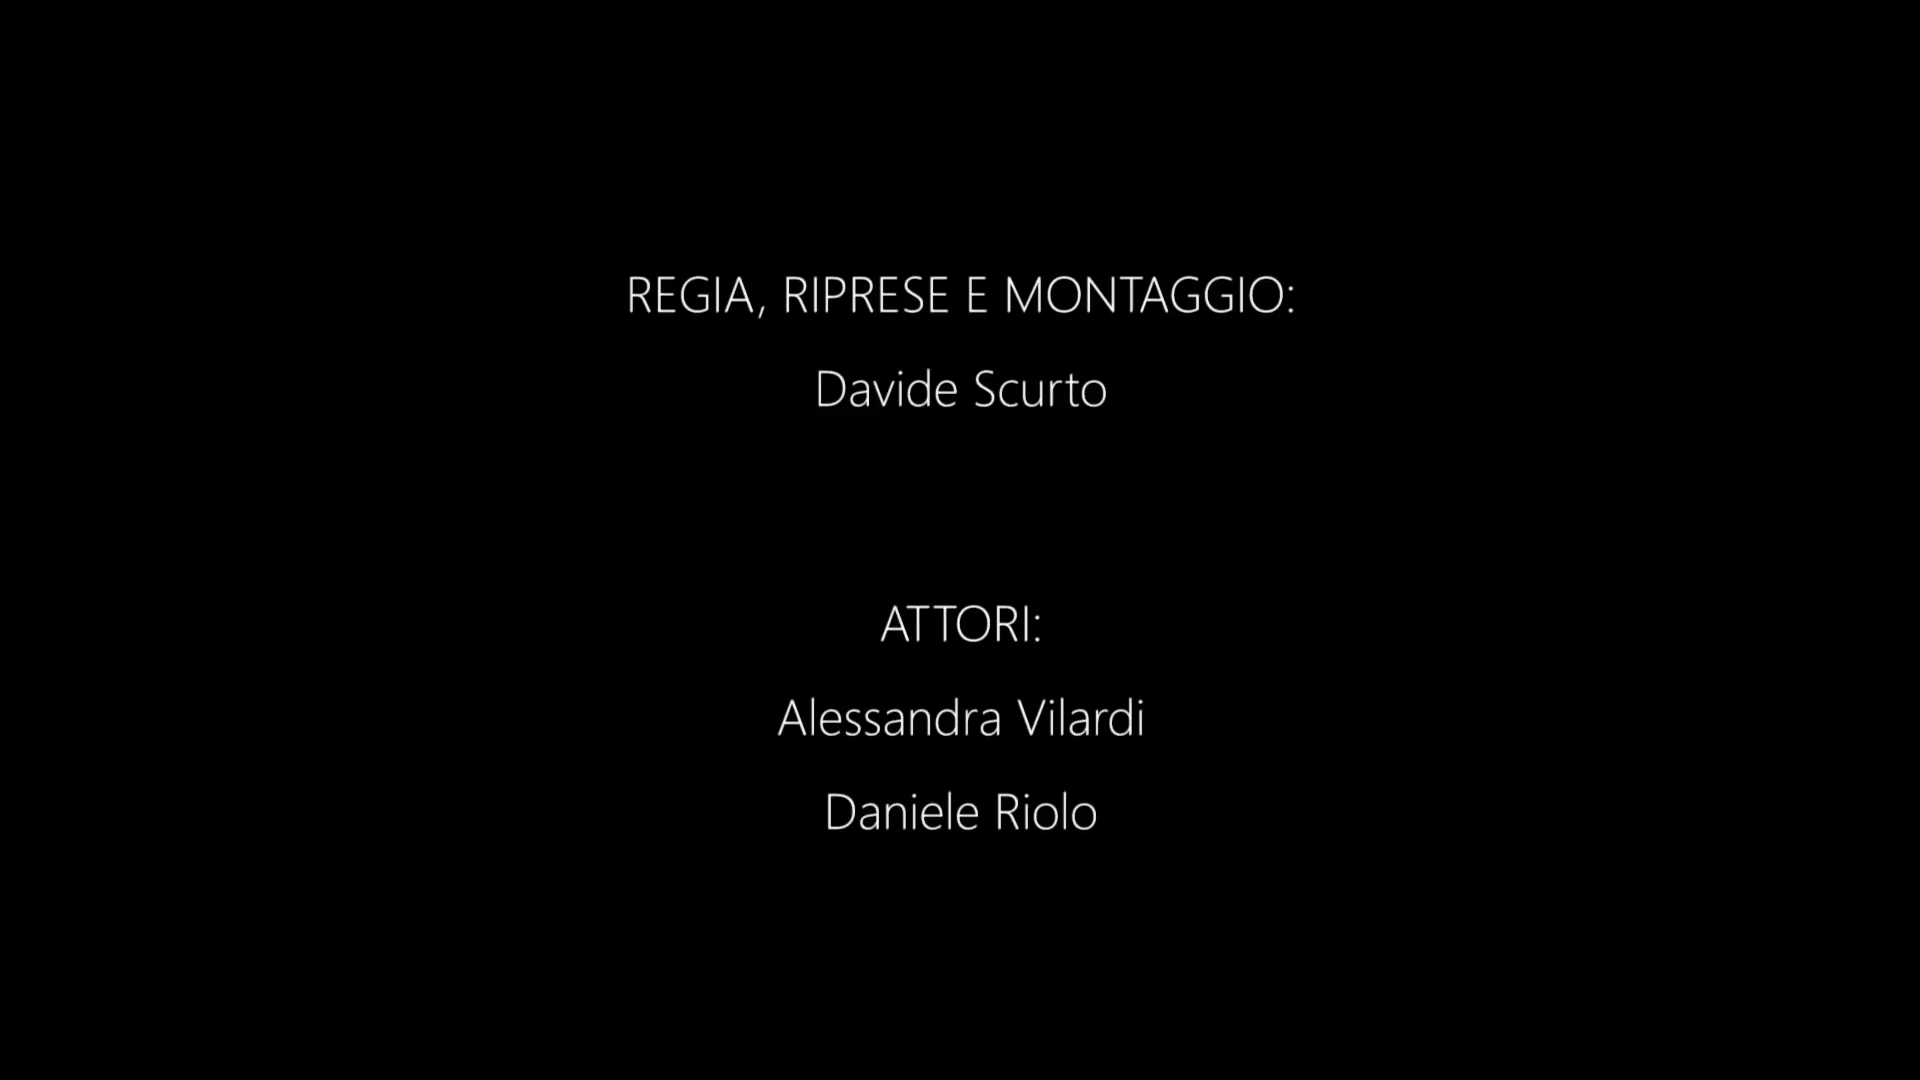 REGIA, RIPRESE E MONTAGGIO:
Davide Scurto
ATTORI:
Alessandra Vilardi
Daniele Riolo